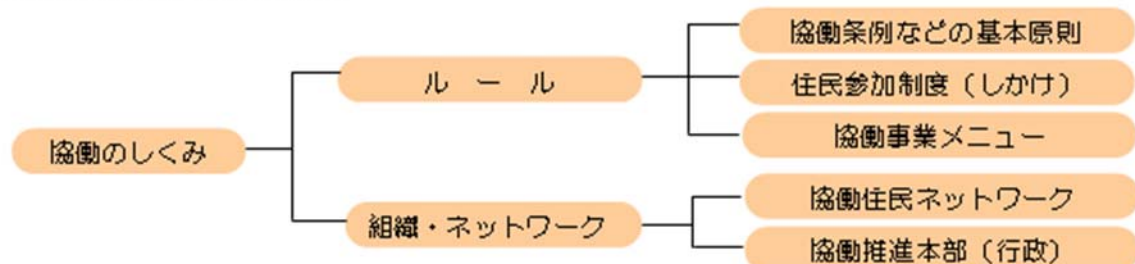 協働条例などの基本原則
ル ー ル
住民参加制度（しかけ）
協働のしくみ
協働事業メニュー
協働住民ネットワーク
組織・ネットワーク
協働推進本部（行政）